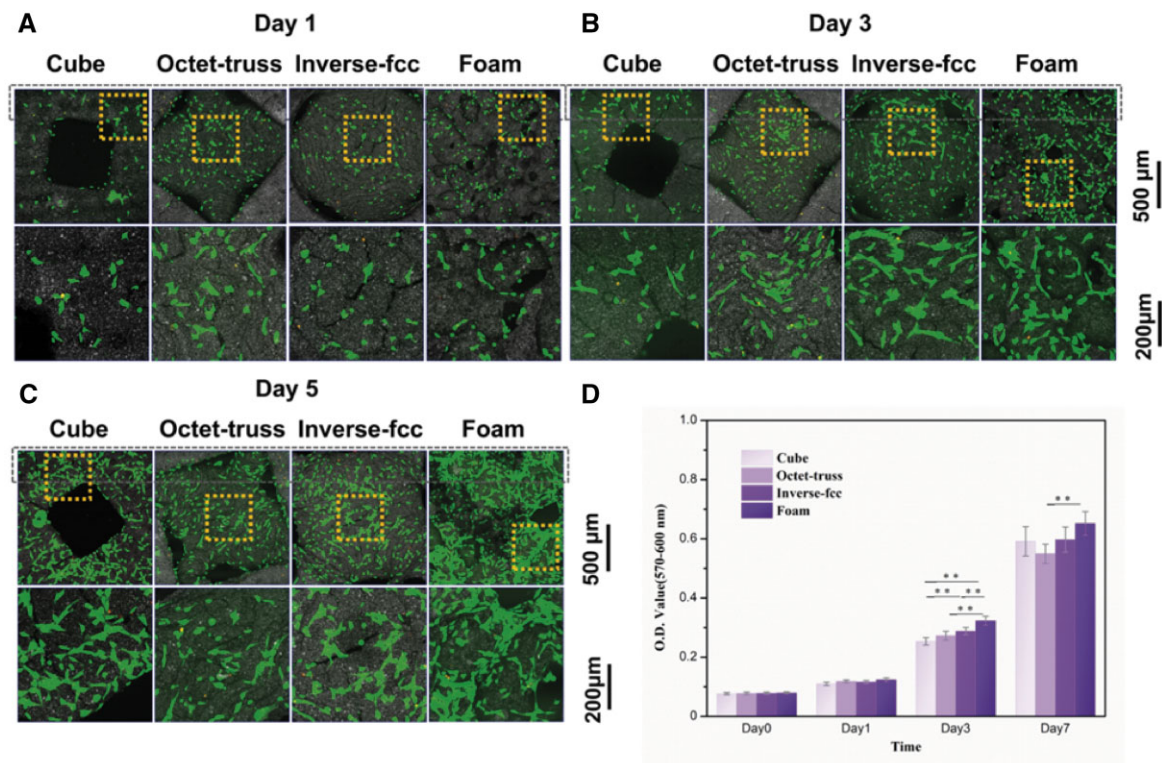 A
Day 1
Cube Octet-truss Inverse-fcc Foam
B
Day 3
Cube Octet-truss Inverse-fcc Foam
500 μm
200μm
C
Day 5
Cube Octet-truss Inverse-fcc Foam
500 μm
200μm
D
O.D. Value(570-600 nm)
1.0
0.8
0.6
0.4
0.2
0
Cube
Octet-truss
Inverse-fcc
Foam
* *
* *
* * * *
* *
Day0 Day1 Day3 Day7
Time